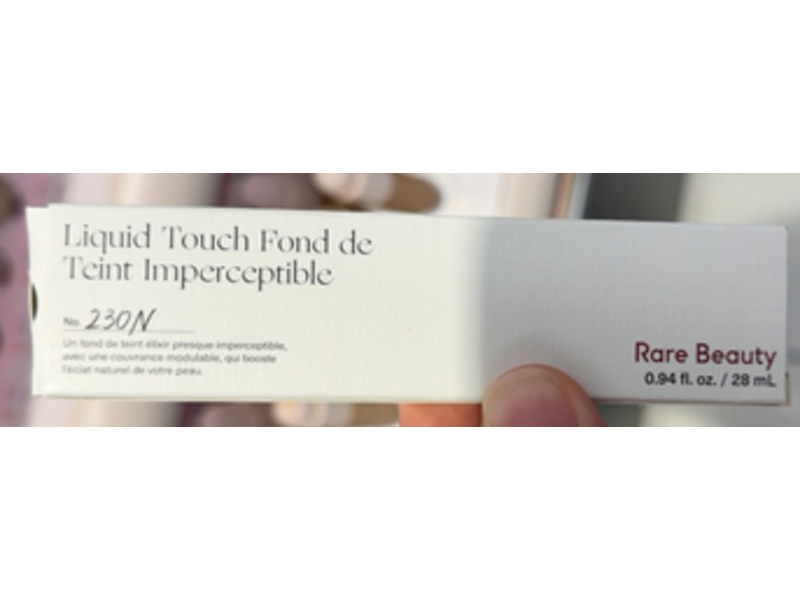 Liquid Touch Fond de
Teint Imperceptible
No. 230N
Un fond de teint élixir presque imperceptible,
avec une couvrance modulable, qui booste
l'éclat naturel de votre peau.
Rare Beauty
0.94 fl. oz. / 28 mL